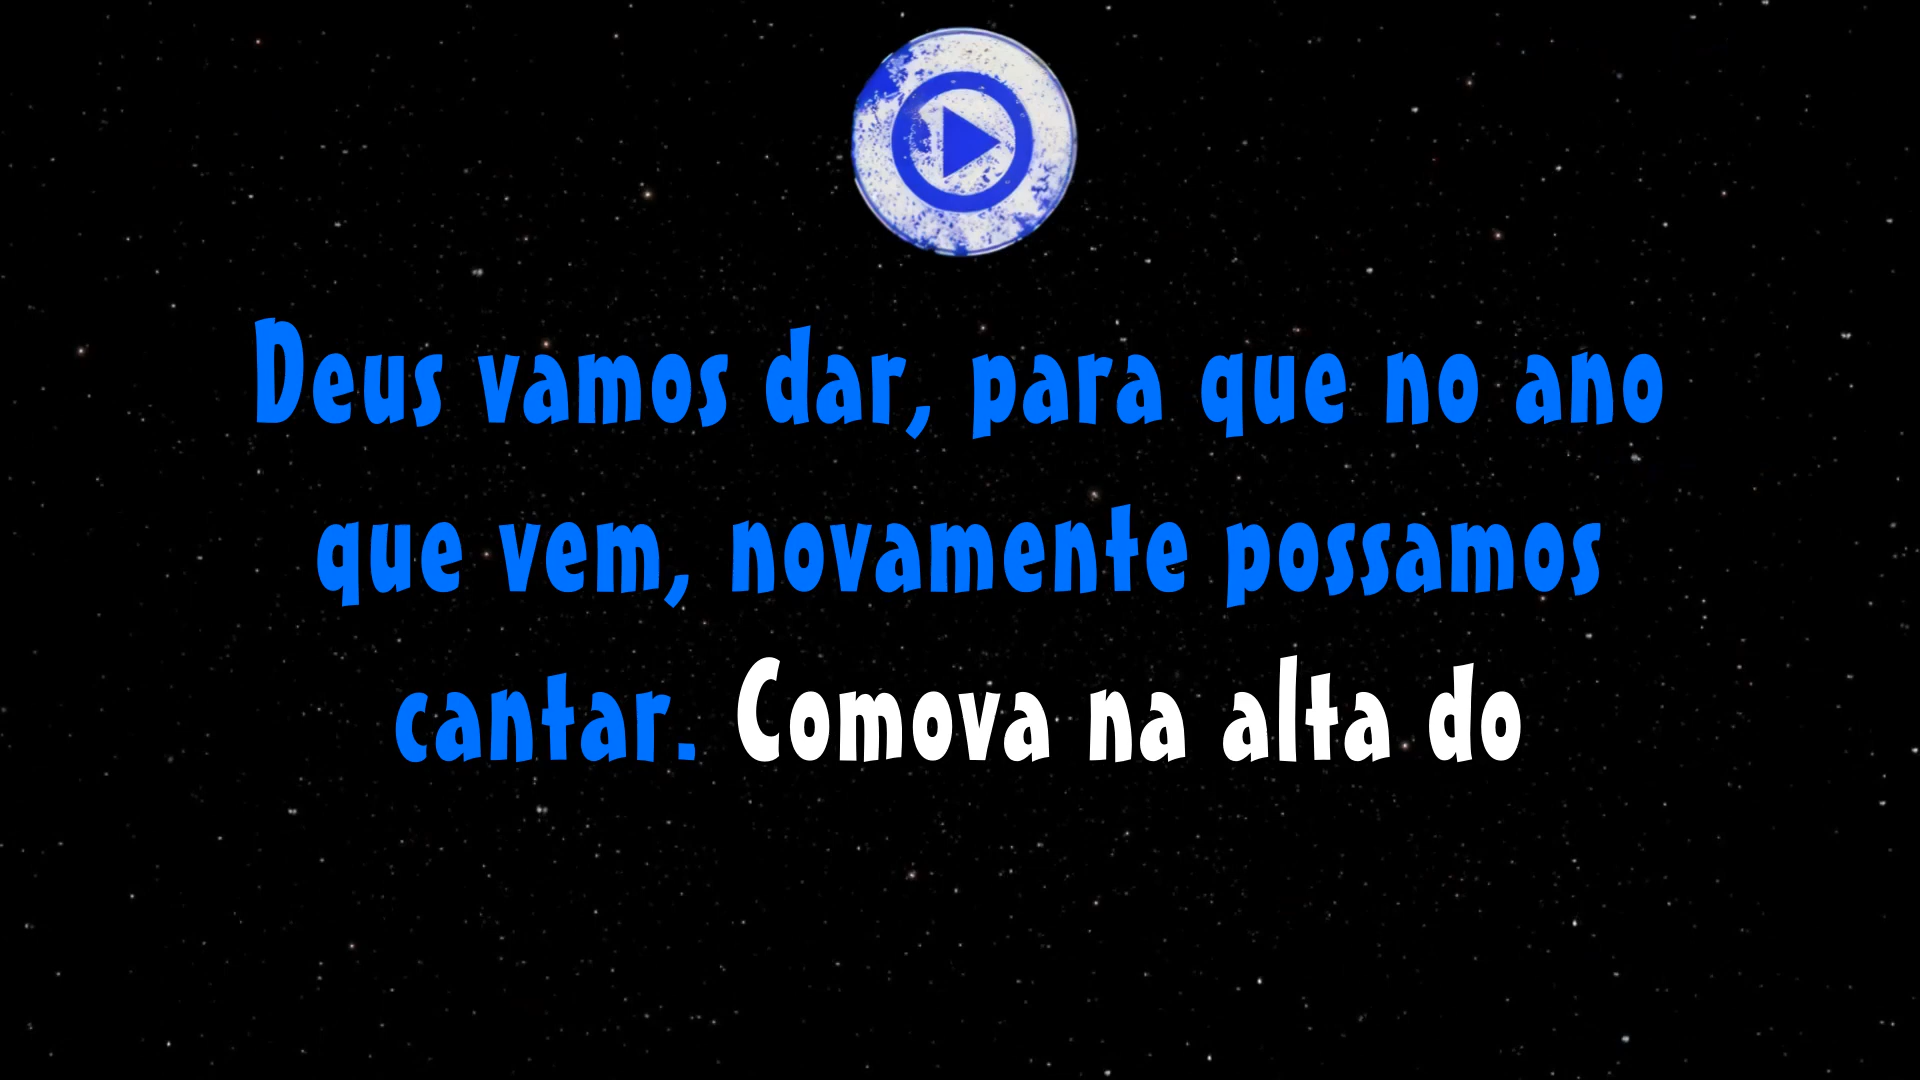 Deus vamos dar, para que no ano
que vem, novamente possamos
cantar. Comova na alta do